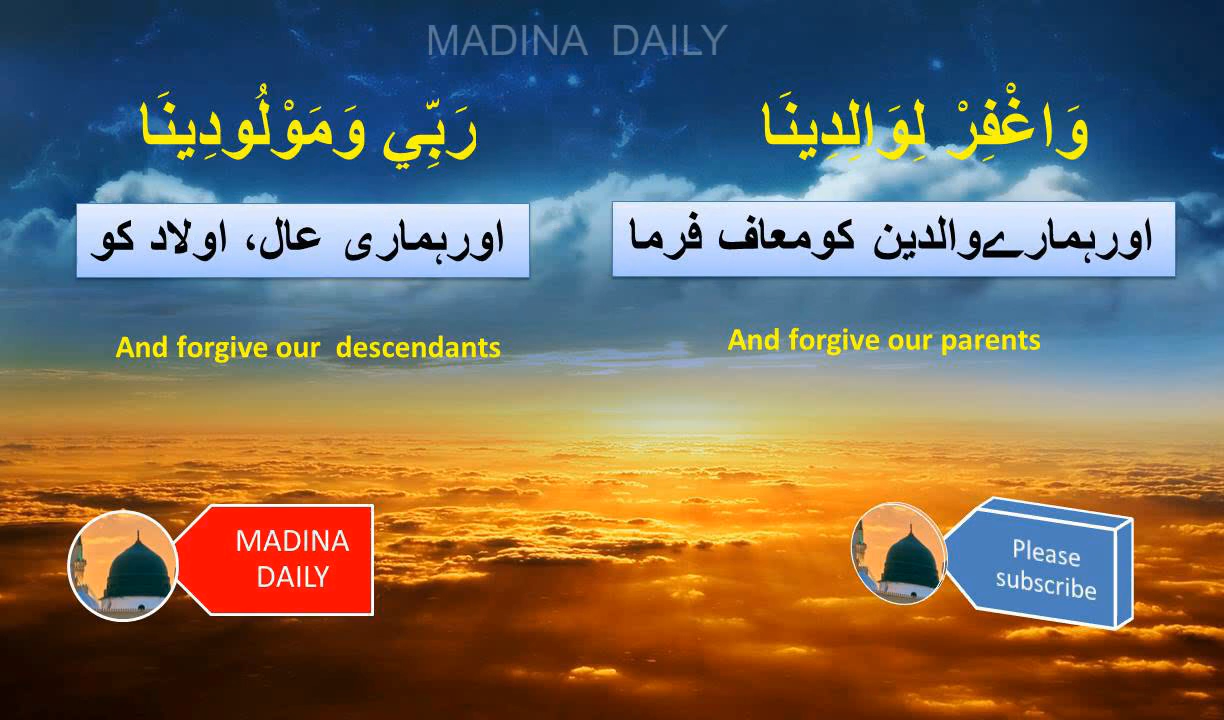 MADINA DAILY
وَاغْفِرْ لِوَالِدِينَا
رَبِّي وَمَوْلُودِينَا
اورہمارےوالدین کومعاف فرما
اورہماری عال، اولاد کو
And forgive our parents
And forgive our descendants
MADINA
DAILY
Please
subscribe